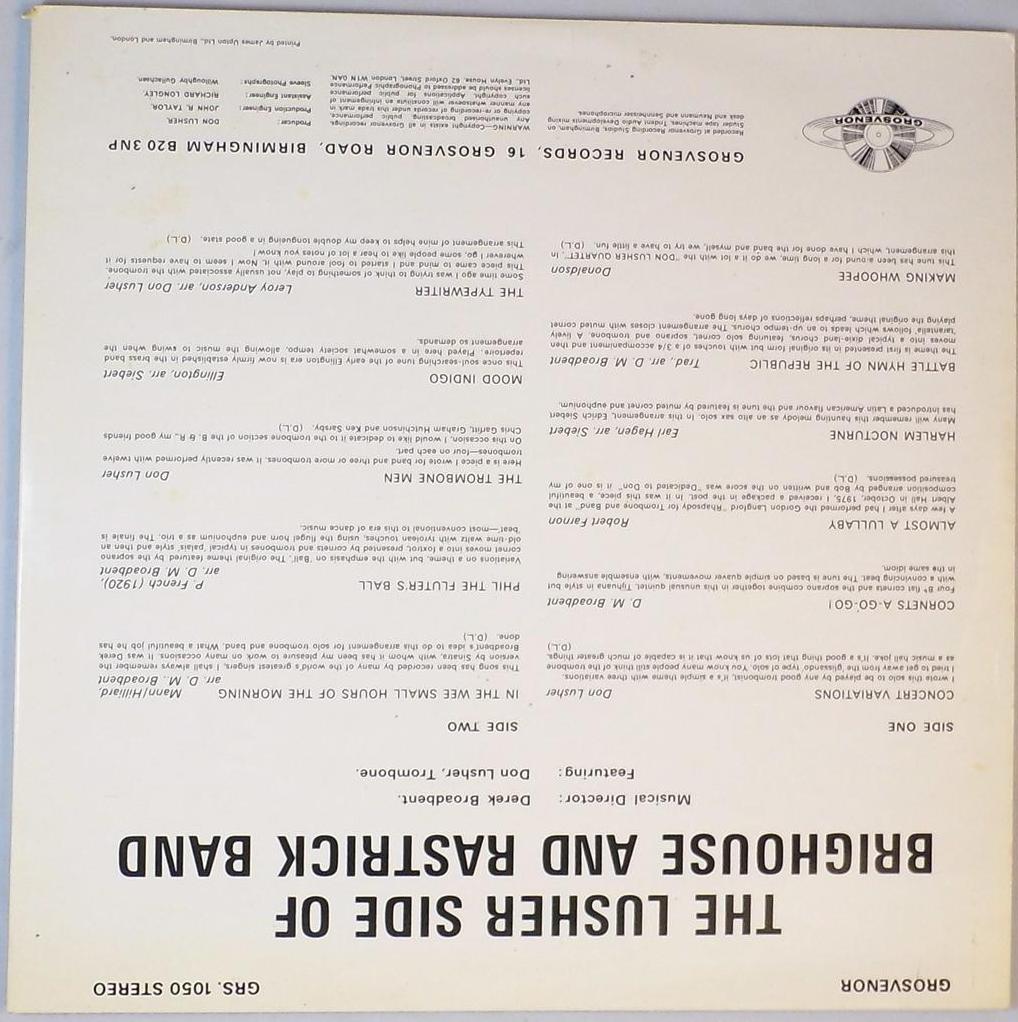 GROSVENOR
GRS. 1050 STEREO
THE LUSHER SIDE OF
BRIGHOUSE AND RASTRICK BAND
Musical Director: Derek Broadbent.
Featuring: Don Lusher, Trombone.
SIDE ONE
CONCERT VARIATIONS Don Lusher
I wrote this solo to be played by any good trombonist, it's a simple theme with three variations.
I tried to get away from the 'glissando' type of solo. You know many people still think of the trombone
as a music hall joke. It's a good thing that lots of us know that it is capable of much greater things.
(D.L.)
CORNETS A-GO-GO! D. M. Broadbent
Four B♭ flat cornets and the soprano combine together in this unusual quintet, Tijhuana in style but
with a convincing beat. The tune is based on simple quaver movements, with ensemble answering
in the same idiom.
ALMOST A LULLABY Robert Farnon
A few days after I had performed the Gordon Langford "Rhapsody for Trombone and Band" at the
Albert Hall in October, 1975, I received a package in the post. In it was this piece, a beautiful
composition arranged by Bob and written on the score was "Dedicated to Don" it is one of my
treasured possessions. (D.L.)
HARLEM NOCTURNE Earl Hagen, arr. Siebert
Many will remember this haunting melody as an alto sax solo. In this arrangement, Edrich Siebert
has introduced a Latin American flavour and the tune is featured by muted cornet and euphonium.
BATTLE HYMN OF THE REPUBLIC Trad., arr. D. M. Broadbent
The theme is first presented in its original form but with touches of a 3/4 accompaniment and then
moves into a typical dixie-land chorus, featuring solo cornet, soprano and trombone. A lively
'tarantella' follows which leads to an up-tempo chorus. The arrangement closes with muted cornet
playing the original theme, perhaps reflections of days long gone.
MAKING WHOOPEE Donaldson
This tune has been around for a long time, we do it a lot with the "DON LUSHER QUARTET". In
this arrangement, which I have done for the band and myself, we try to have a little fun. (D.L.)
SIDE TWO
IN THE WEE SMALL HOURS OF THE MORNING Mann/Hilliard,
arr. D. M. Broadbent
This song has been recorded by many of the world's greatest singers, I shall always remember the
version by Sinatra, with whom it has been my pleasure to work on many occasions. It was Derek
Broadbent's idea to do this arrangement for solo trombone and band. What a beautiful job he has
done. (D.L.)
PHIL THE FLUTER'S BALL P. French (1920),
arr. D. M. Broadbent
Variations on a theme, but with the emphasis on 'Ball'. The original theme featured by the soprano
cornet moves into a foxtrot, presented by cornets and trombones in typical 'palais' style and then an
old-time waltz with tyrolean touches, using the flugel horn and euphonium as a trio. The finale is
'beat'—most conventional to this era of dance music.
THE TROMBONE MEN Don Lusher
Here is a piece I wrote for band and three or more trombones. It was recently performed with twelve
trombones—four on each part.
On this occasion, I would like to dedicate it to the trombone section of the B. & R., my good friends
Chis Garfitt, Graham Hutchinson and Ken Sarsby. (D.L.)
MOOD INDIGO Ellington, arr. Siebert
This once soul-searching tune of the early Ellington era is now firmly established in the brass band
repertoire. Played here in a somewhat society tempo, allowing the music to swing when the
arrangement so demands.
THE TYPEWRITER Leroy Anderson, arr. Don Lusher
Some time ago I was trying to think of something to play, not usually associated with the trombone.
This piece came to mind and I started to fool around with it. Now I seem to have requests for it
wherever I go, some people like to hear a lot of notes you know!
This arrangement of mine helps to keep my double tongueing in a good state. (D.L.)
GROSVENOR
GROSVENOR RECORDS, 16 GROSVENOR ROAD, BIRMINGHAM B20 3NP
Recorded at Grosvenor Recording Studios, Birmingham, on
Studer tape machines, Trident Audio Developments mixing
desk and Neumann and Sennheisser microphones.
WARNING—Copyright exists in all Grosvenor recordings.
Any unauthorised broadcasting, public performance,
copying or re-recording of records under this trade mark in
any manner whatsoever will constitute an infringement of
such copyright. Applications for public performance
licenses should be addressed to Phonographic Performance
Ltd., Evelyn House, 62 Oxford Street, London W1N 0AN.
Producer: DON LUSHER.
Production Engineer: JOHN R. TAYLOR.
Assistant Engineer: RICHARD LONGLEY.
Sleeve Photographs: Willoughby Gullachsen.
Printed by James Upton Ltd., Birmingham and London.